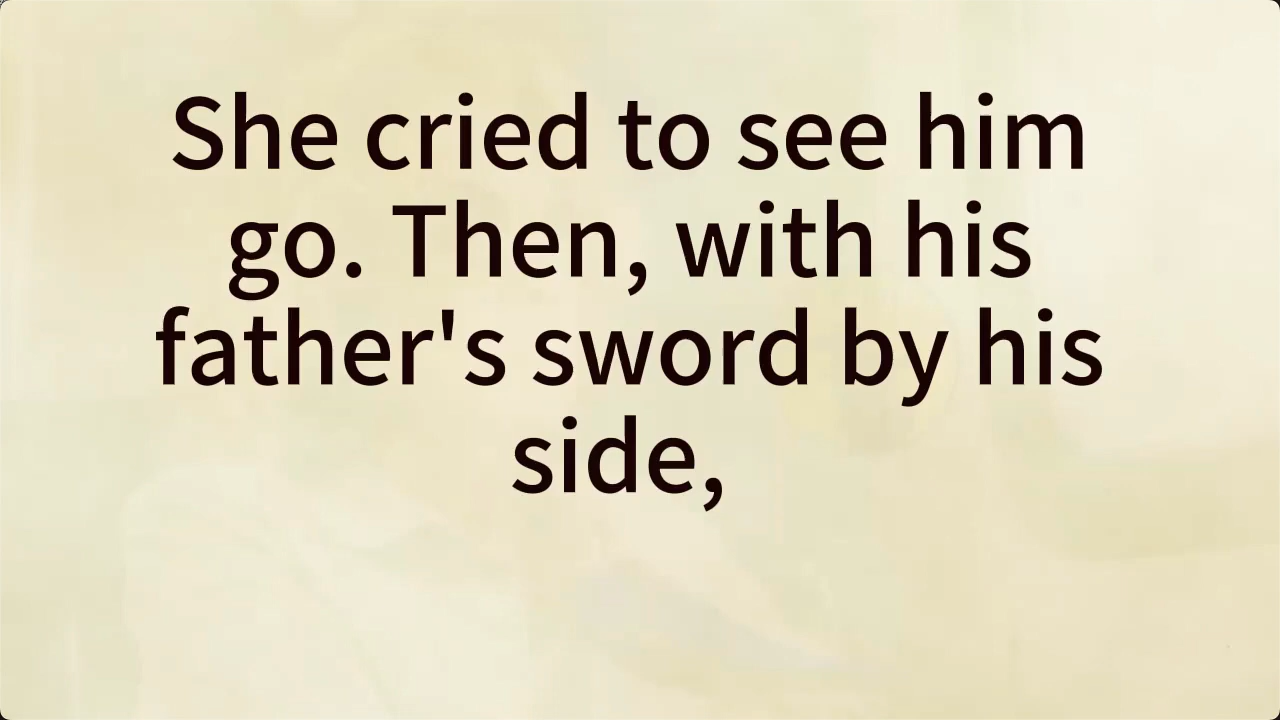 She cried to see him
go. Then, with his
father's sword by his
side,